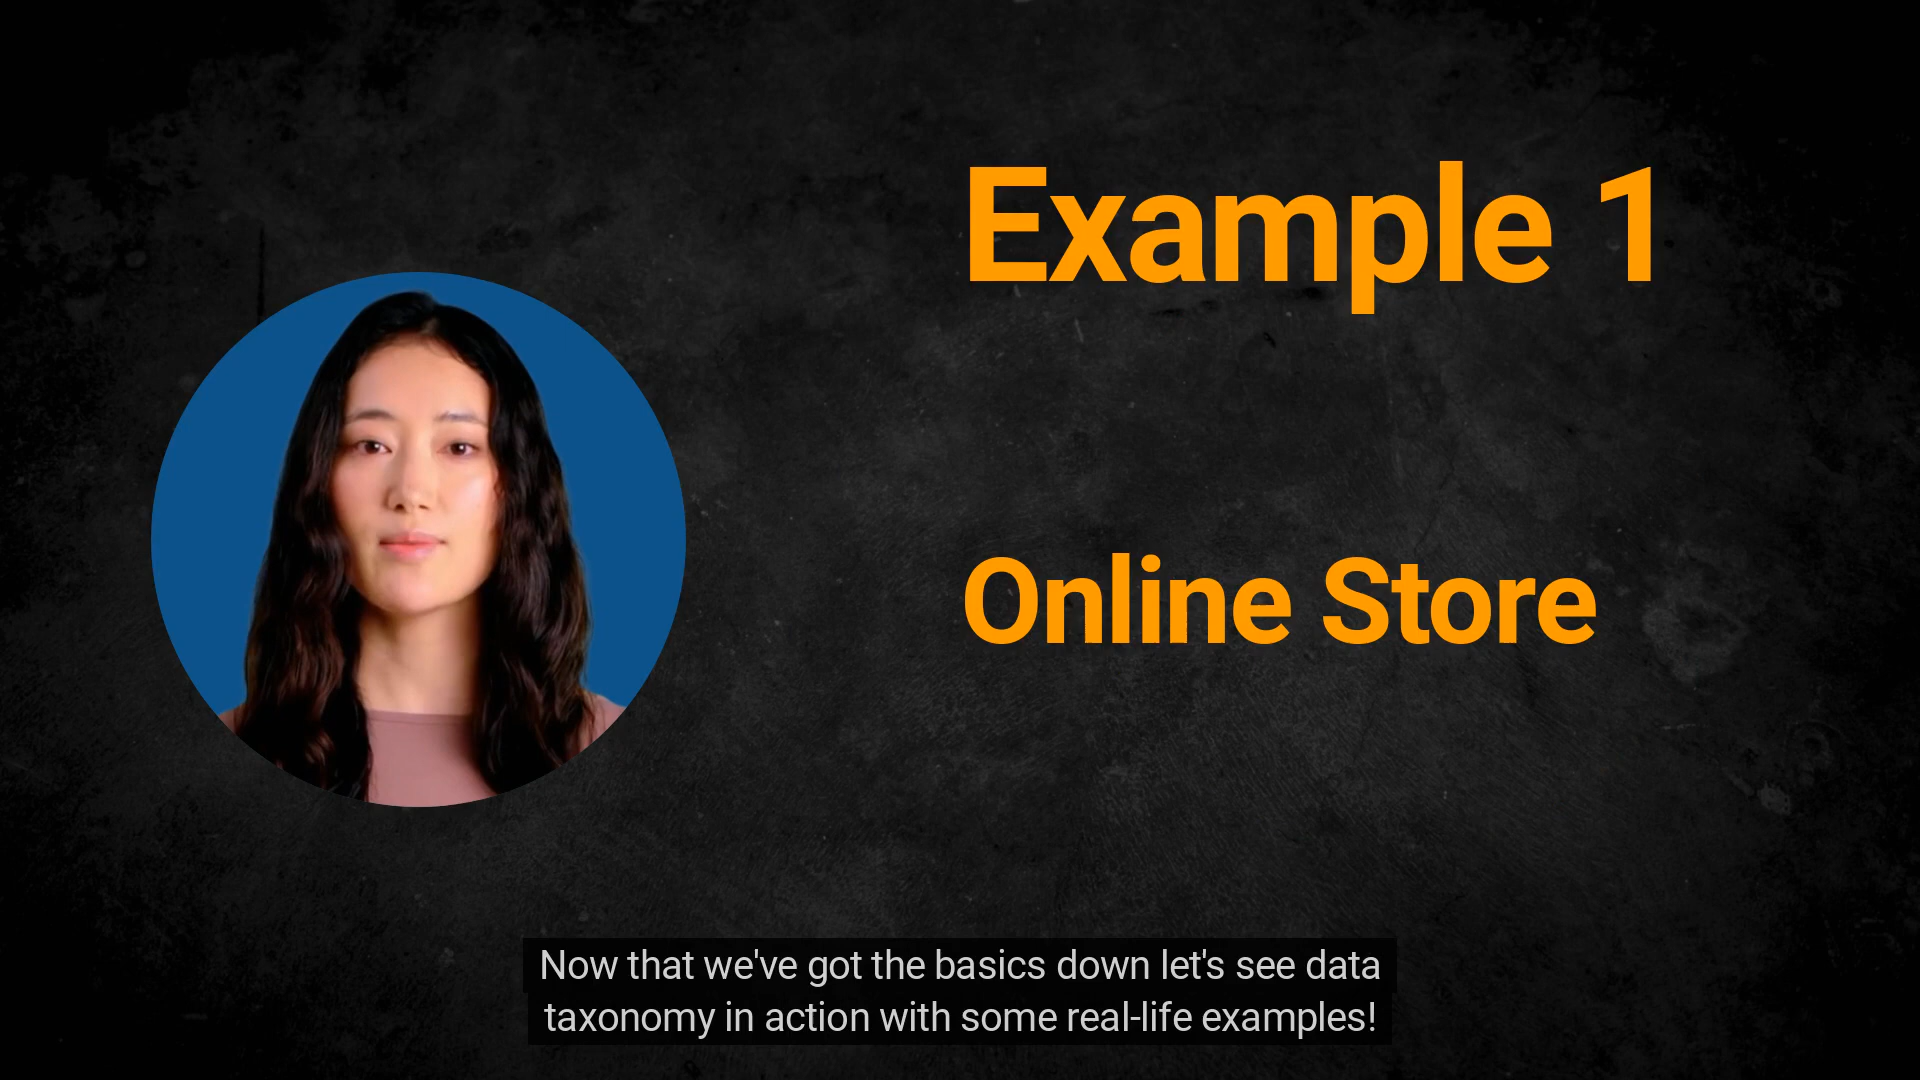 Example 1
Online Store
Now that we've got the basics down let's see data
taxonomy in action with some real-life examples!